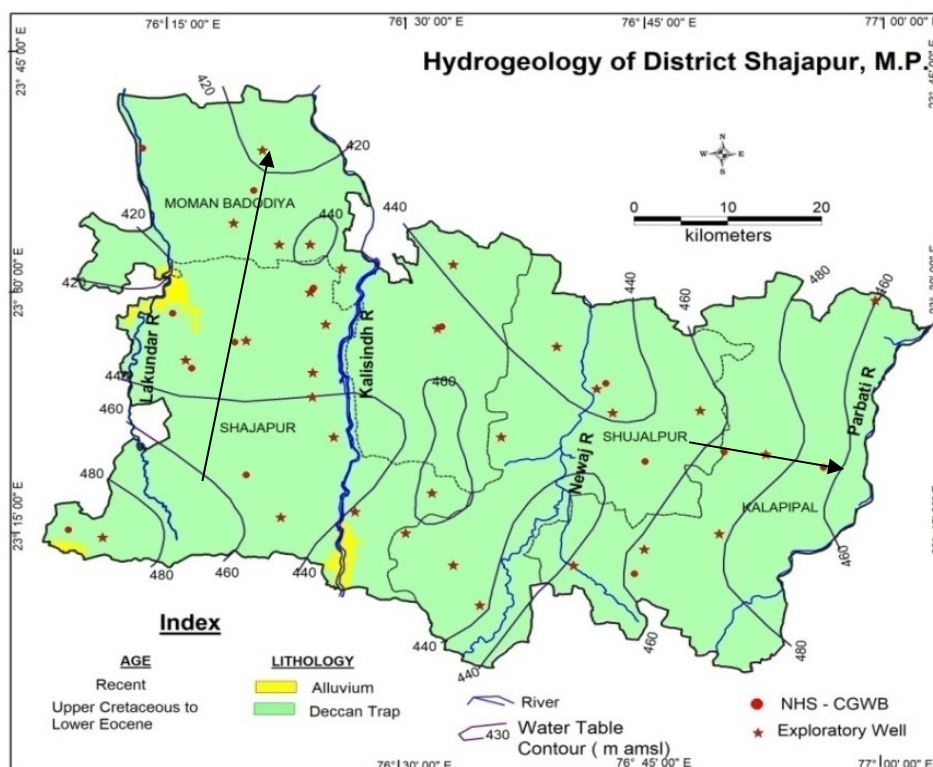 76° 15' 00" E
76° 30' 00" E
76° 45' 00" E
77° 00' 00" E
23° 45' 00" E
Hydrogeology of District Shajapur, M.P.
420
420
N
W E
S
MOMAN BADODIYA
440
440
420
0 10 20
kilometers
480
460
440
460
420
23° 30' 00" E
Lakundar R
Kalisindh R
440
460
460
Parbati R
SHAJAPUR
SHUJALPUR
Newaj R
480
KALAPIPAL
23° 15' 00" E
460
480
460
440
440
440
460
480
Index
AGE
LITHOLOGY
Recent
Alluvium
Upper Cretaceous to
Lower Eocene
Deccan Trap
River
430
Water Table
Contour ( m amsl)
NHS - CGWB
Exploratory Well
76° 30' 00" E
76° 45' 00" E
77° 00' 00" E